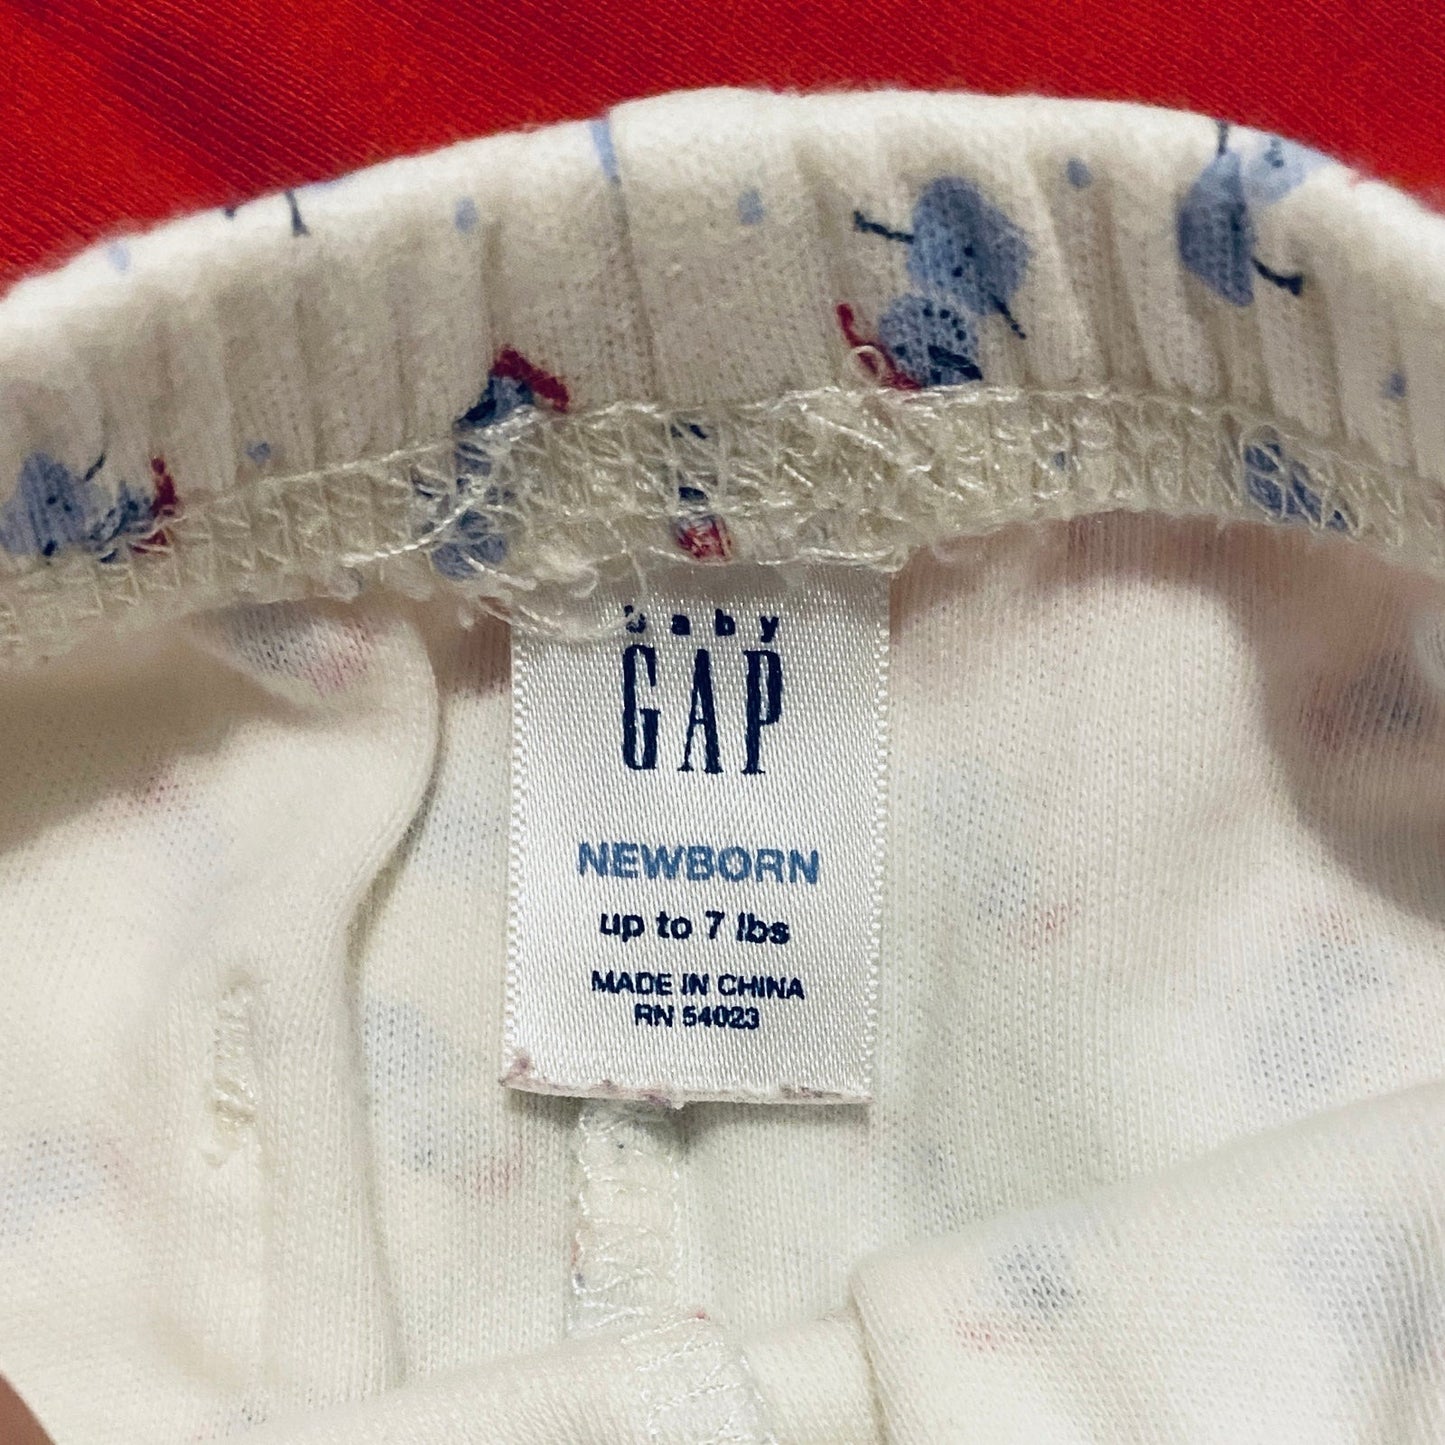 baby
GAP
NEWBORN
up to 7 lbs
MADE IN CHINA
RN 54023